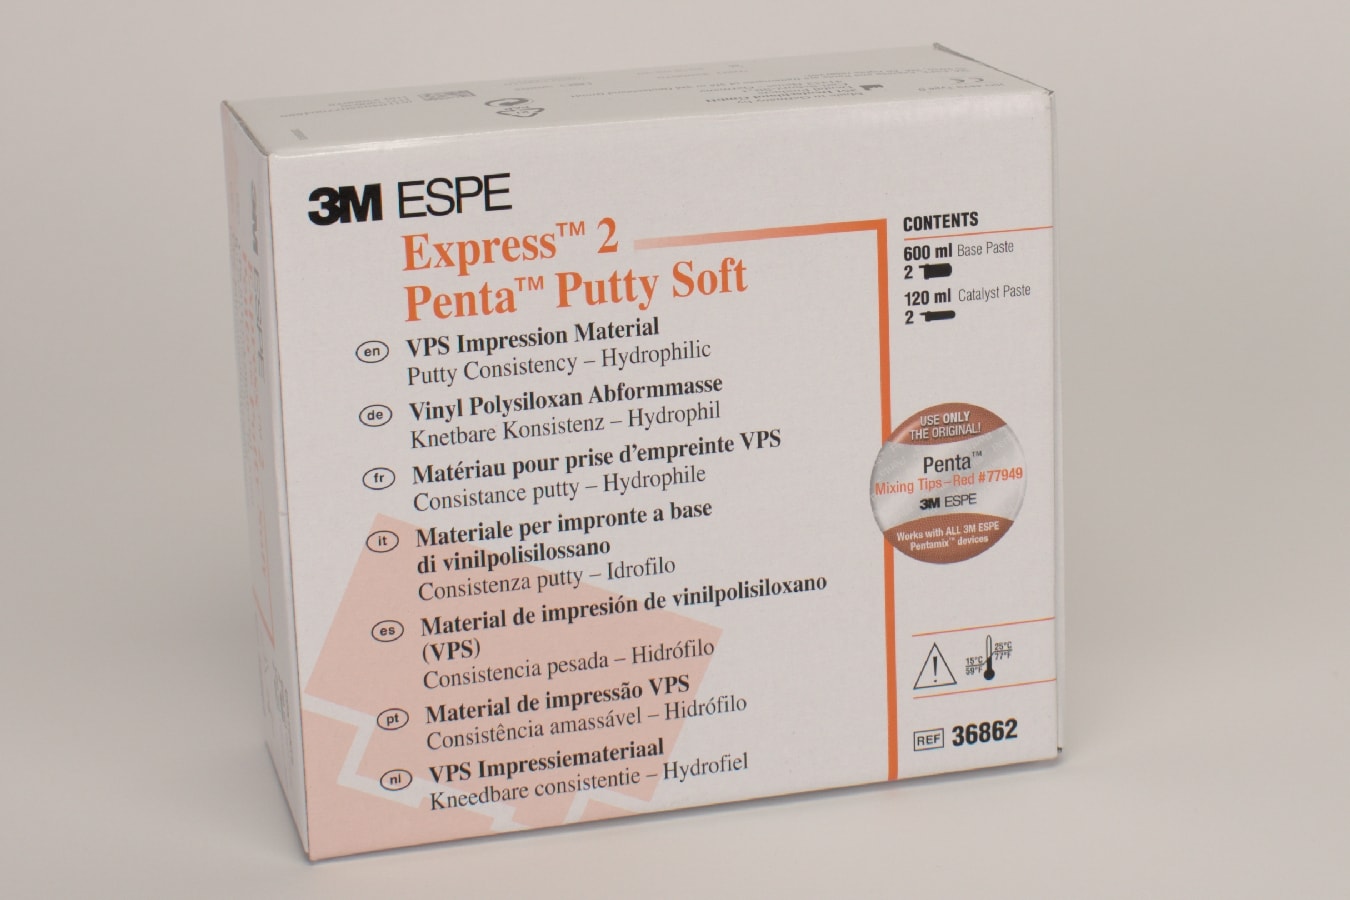 3M ESPE
Express™ 2
Penta™ Putty Soft
en
VPS Impression Material
Putty Consistency – Hydrophilic
de
Vinyl Polysiloxan Abformmasse
Knetbare Konsistenz – Hydrophil
fr
Matériau pour prise d’empreinte VPS
Consistance putty – Hydrophile
it
Materiale per impronte a base
di vinilpolisilossano
Consistenza putty – Idrofilo
es
Material de impresión de vinilpolisiloxano
(VPS)
Consistencia pesada – Hidrófilo
pt
Material de impressão VPS
Consistência amassável – Hidrófilo
nl
VPS Impressiemateriaal
Kneedbare consistentie – Hydrofiel
CONTENTS
600 ml Base Paste
2
120 ml Catalyst Paste
2
USE ONLY
THE ORIGINAL!
Penta™
Mixing Tips – Red #77949
3M ESPE
Works with ALL 3M ESPE
Pentamix™ devices
15°C
59°F
25°C
77°F
REF 36862